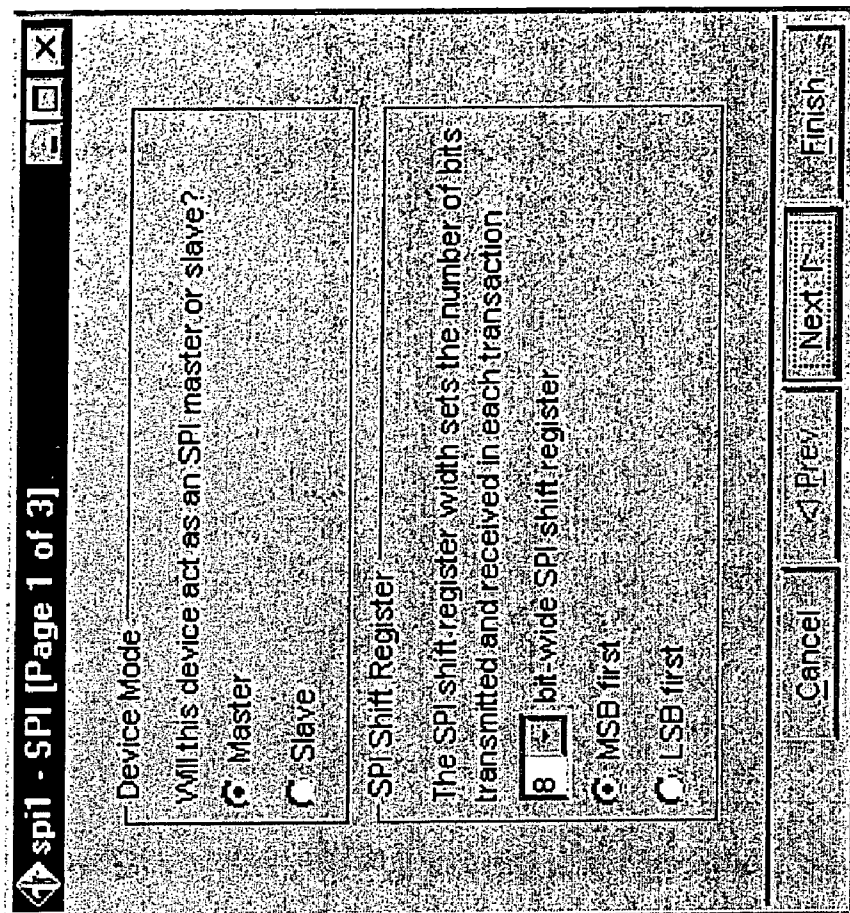 spi1 - SPI [Page 1 of 3]
Device Mode
Will this device act as an SPI master or slave?
Master
Slave
SPI Shift Register
The SPI shift-register width sets the number of bits
transmitted and received in each transaction
8 bit-wide SPI shift register
MSB first
LSB first
Cancel
Prev
Next
Finish